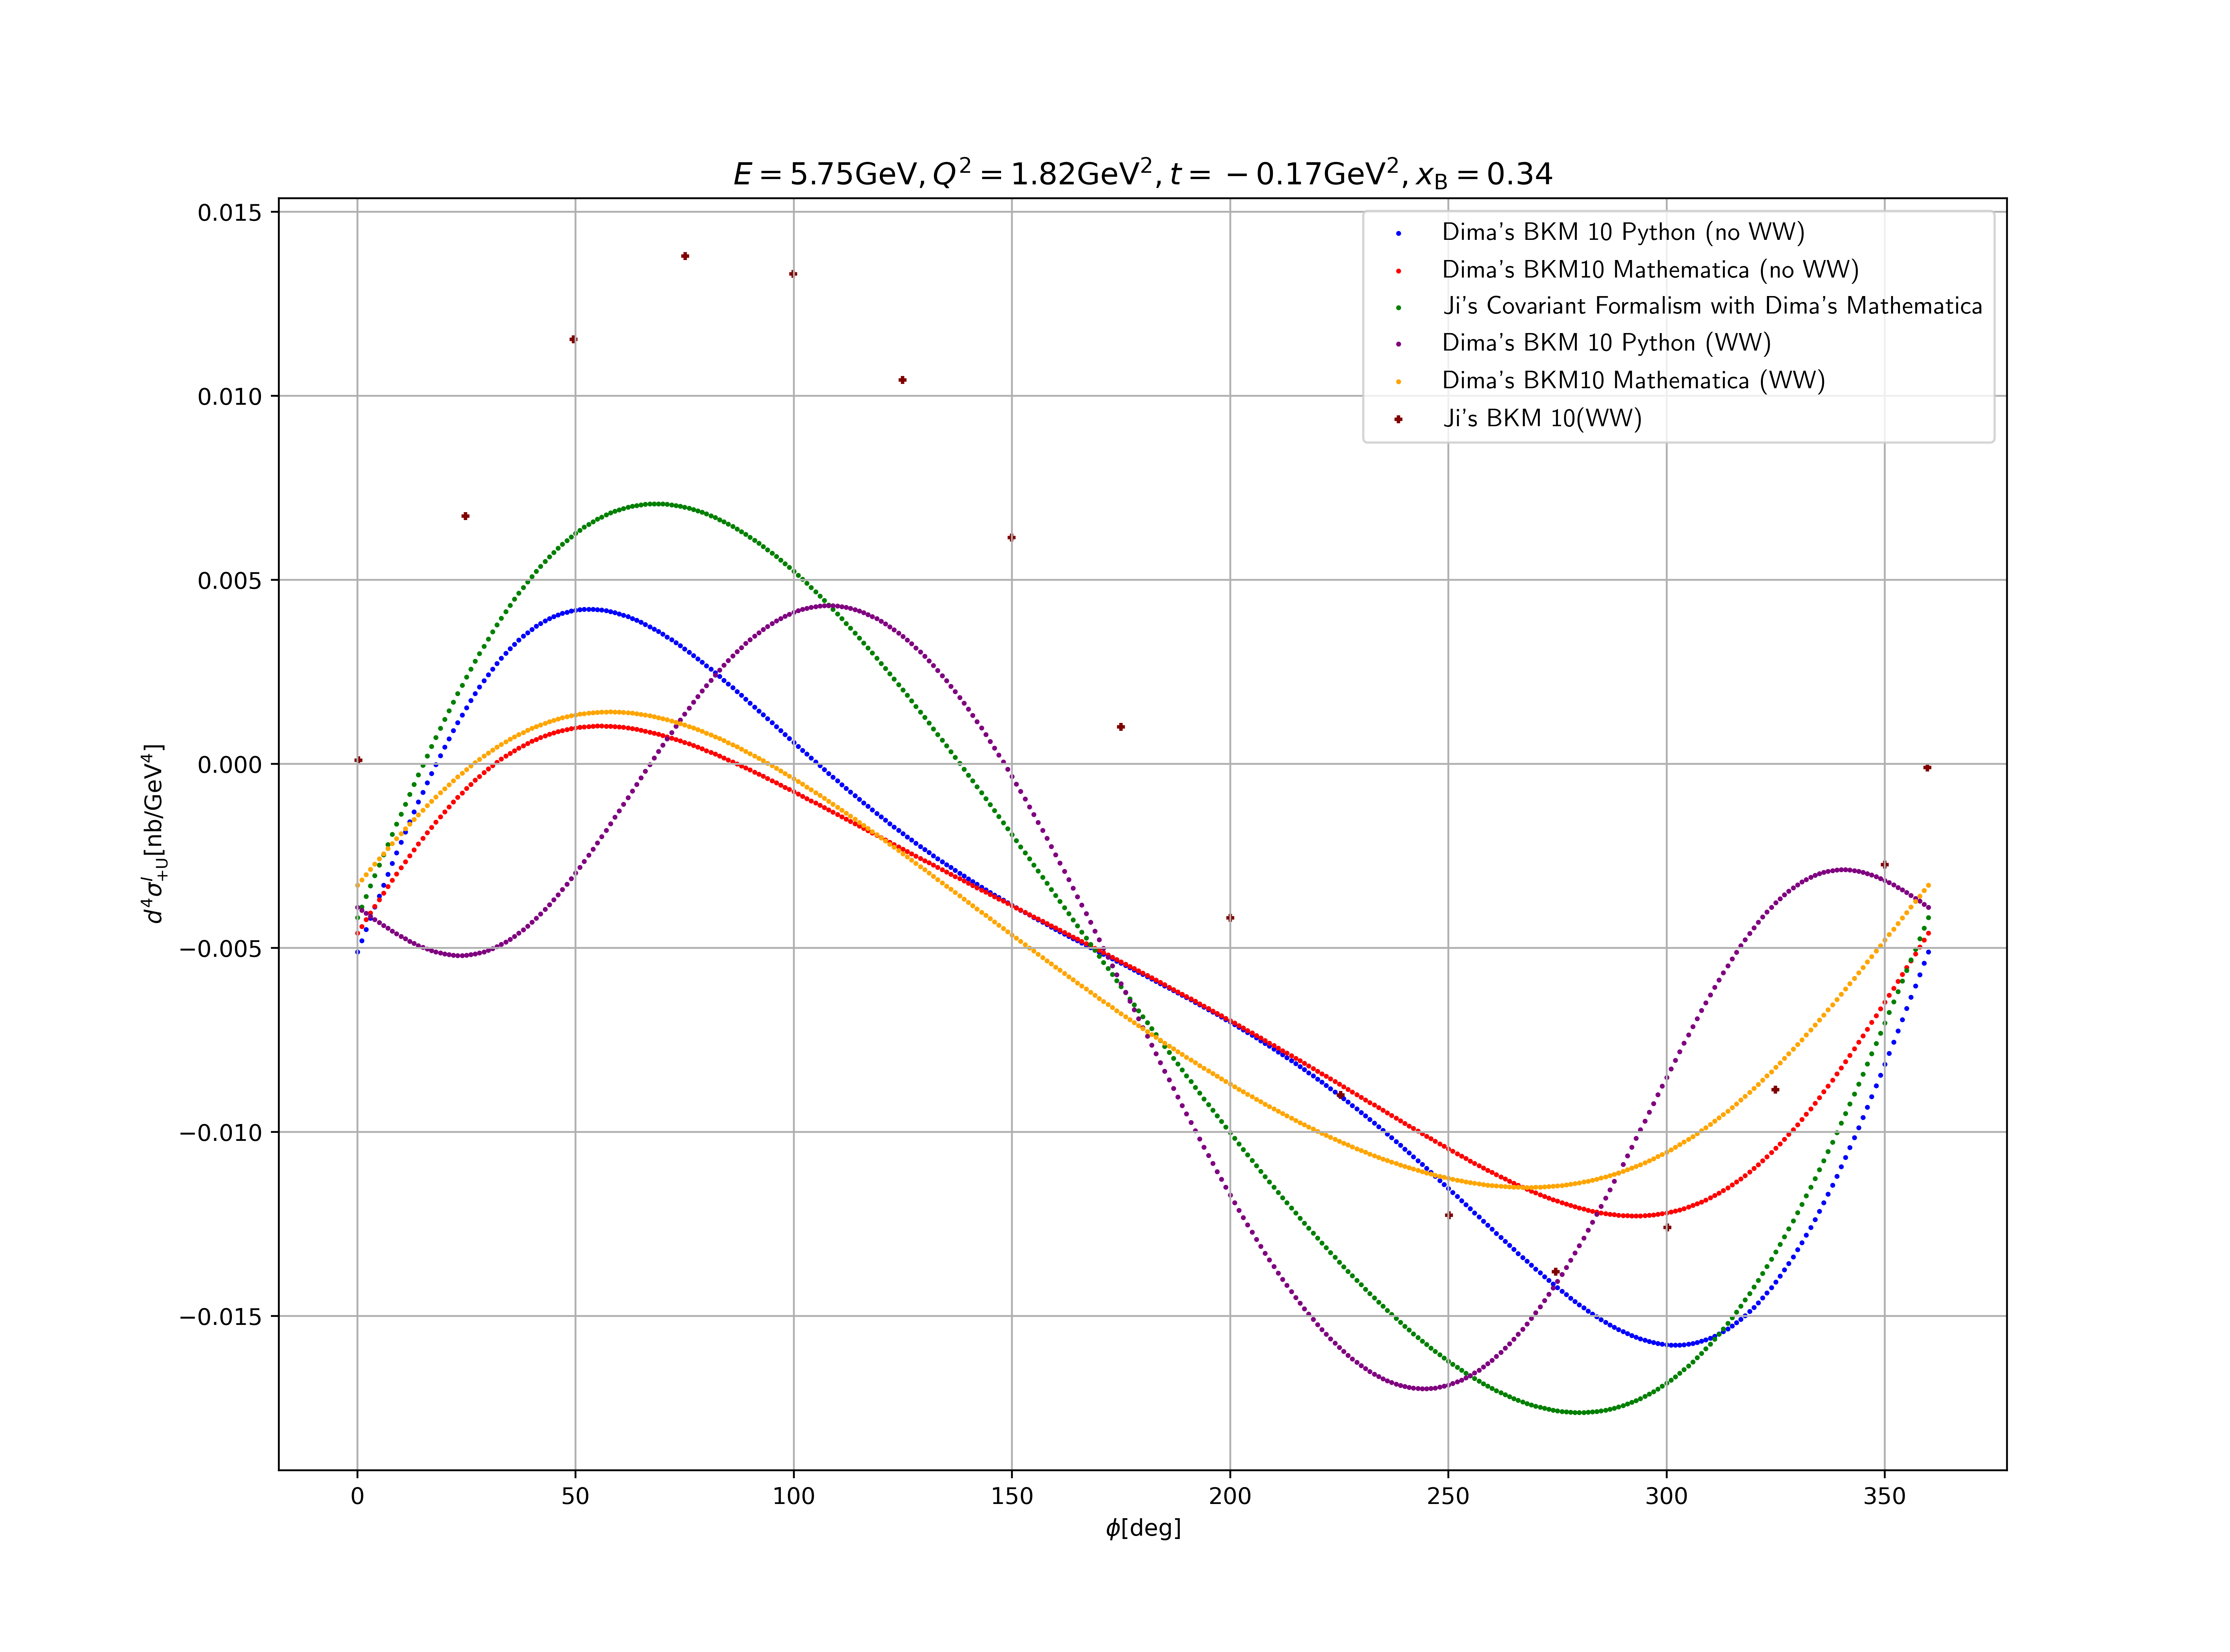 E = 5.75GeV, Q² = 1.82GeV², t = −0.17GeV², x_B = 0.34
0.015
0.010
0.005
0.000
−0.005
−0.010
−0.015
d⁴σ^I_+U[nb/GeV⁴]
Dima's BKM 10 Python (no WW)
Dima's BKM10 Mathematica (no WW)
Ji's Covariant Formalism with Dima's Mathematica
Dima's BKM 10 Python (WW)
Dima's BKM10 Mathematica (WW)
Ji's BKM 10(WW)
0 50 100 150 200 250 300 350
ϕ[deg]